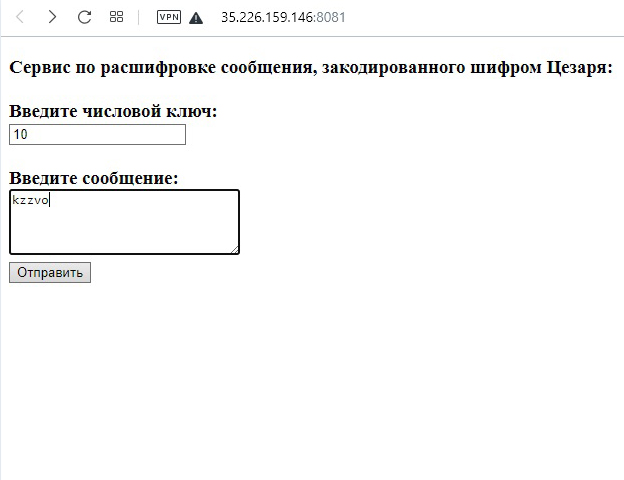 VPN 35.226.159.146:8081
Сервис по расшифровке сообщения, закодированного шифром Цезаря:
Введите числовой ключ:
10
Введите сообщение:
kzzvo
Отправить